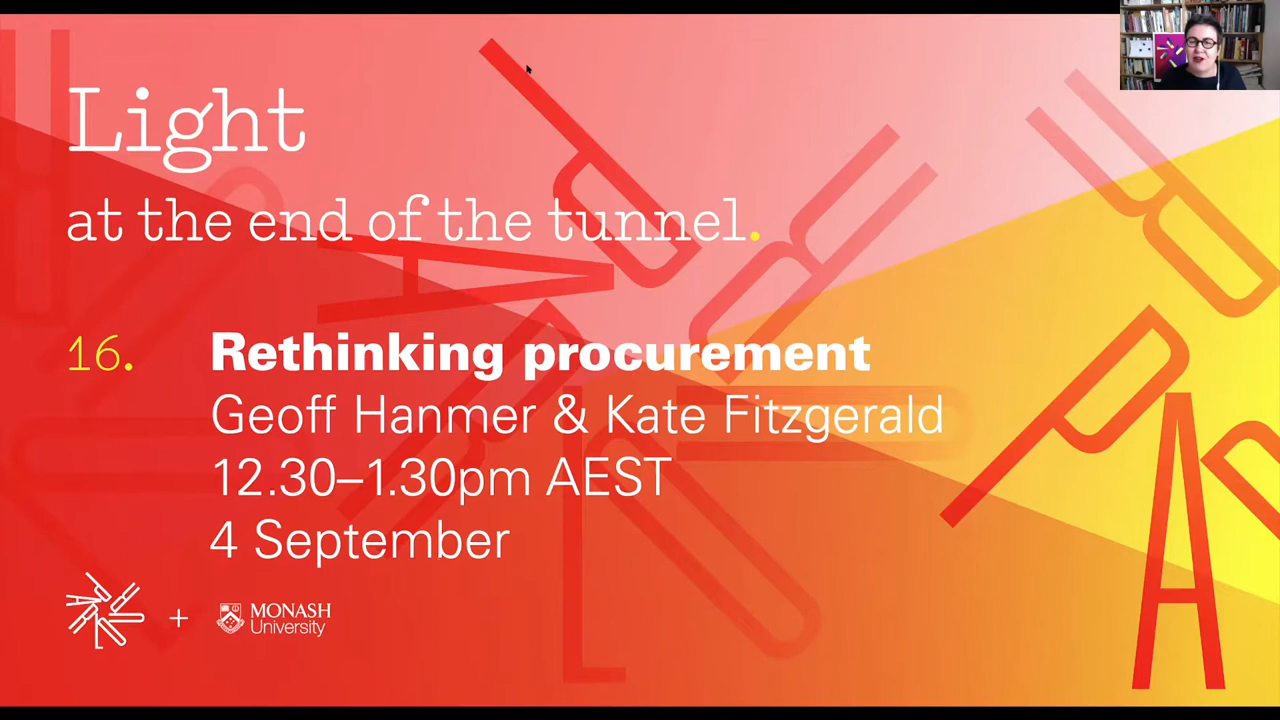 Light
at the end of the tunnel.
16. Rethinking procurement
Geoff Hanmer & Kate Fitzgerald
12.30–1.30pm AEST
4 September
+ MONASH
University